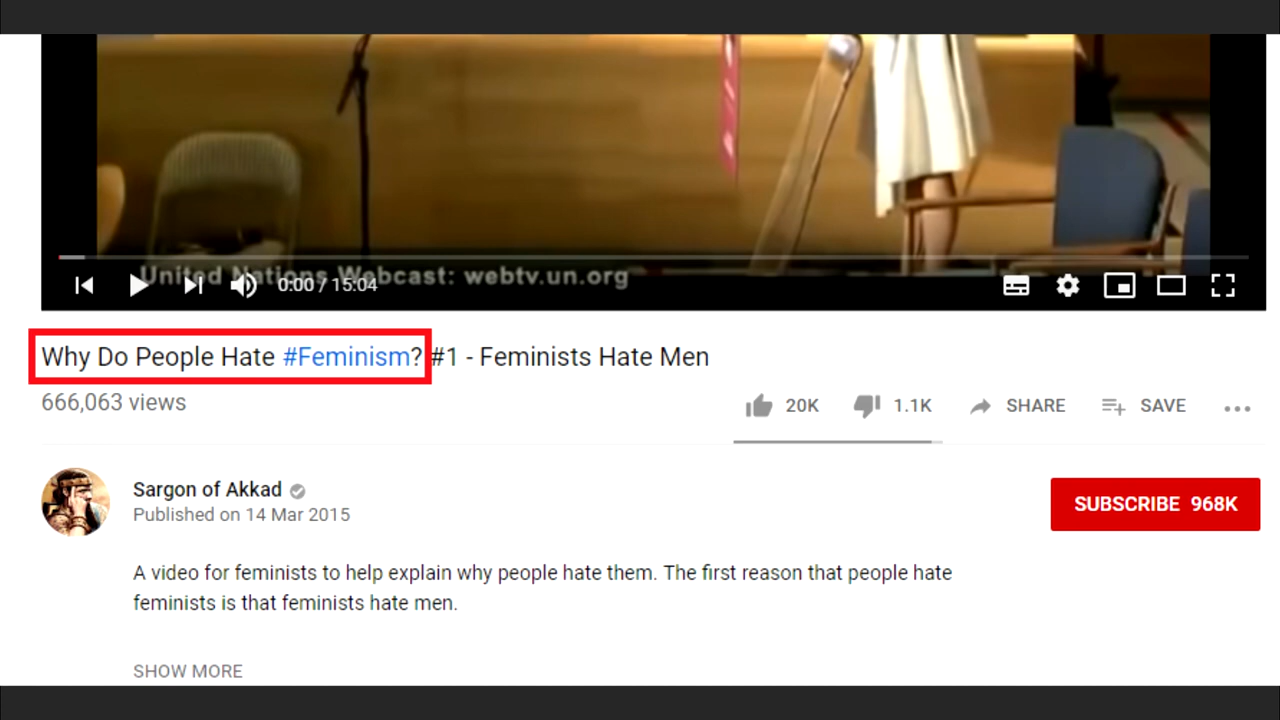 United Nations Webcast: webtv.un.org
0:00 / 15:04
Why Do People Hate #Feminism? #1 - Feminists Hate Men
666,063 views
20K 1.1K SHARE SAVE
Sargon of Akkad
Published on 14 Mar 2015
SUBSCRIBE 968K
A video for feminists to help explain why people hate them. The first reason that people hate
feminists is that feminists hate men.
SHOW MORE